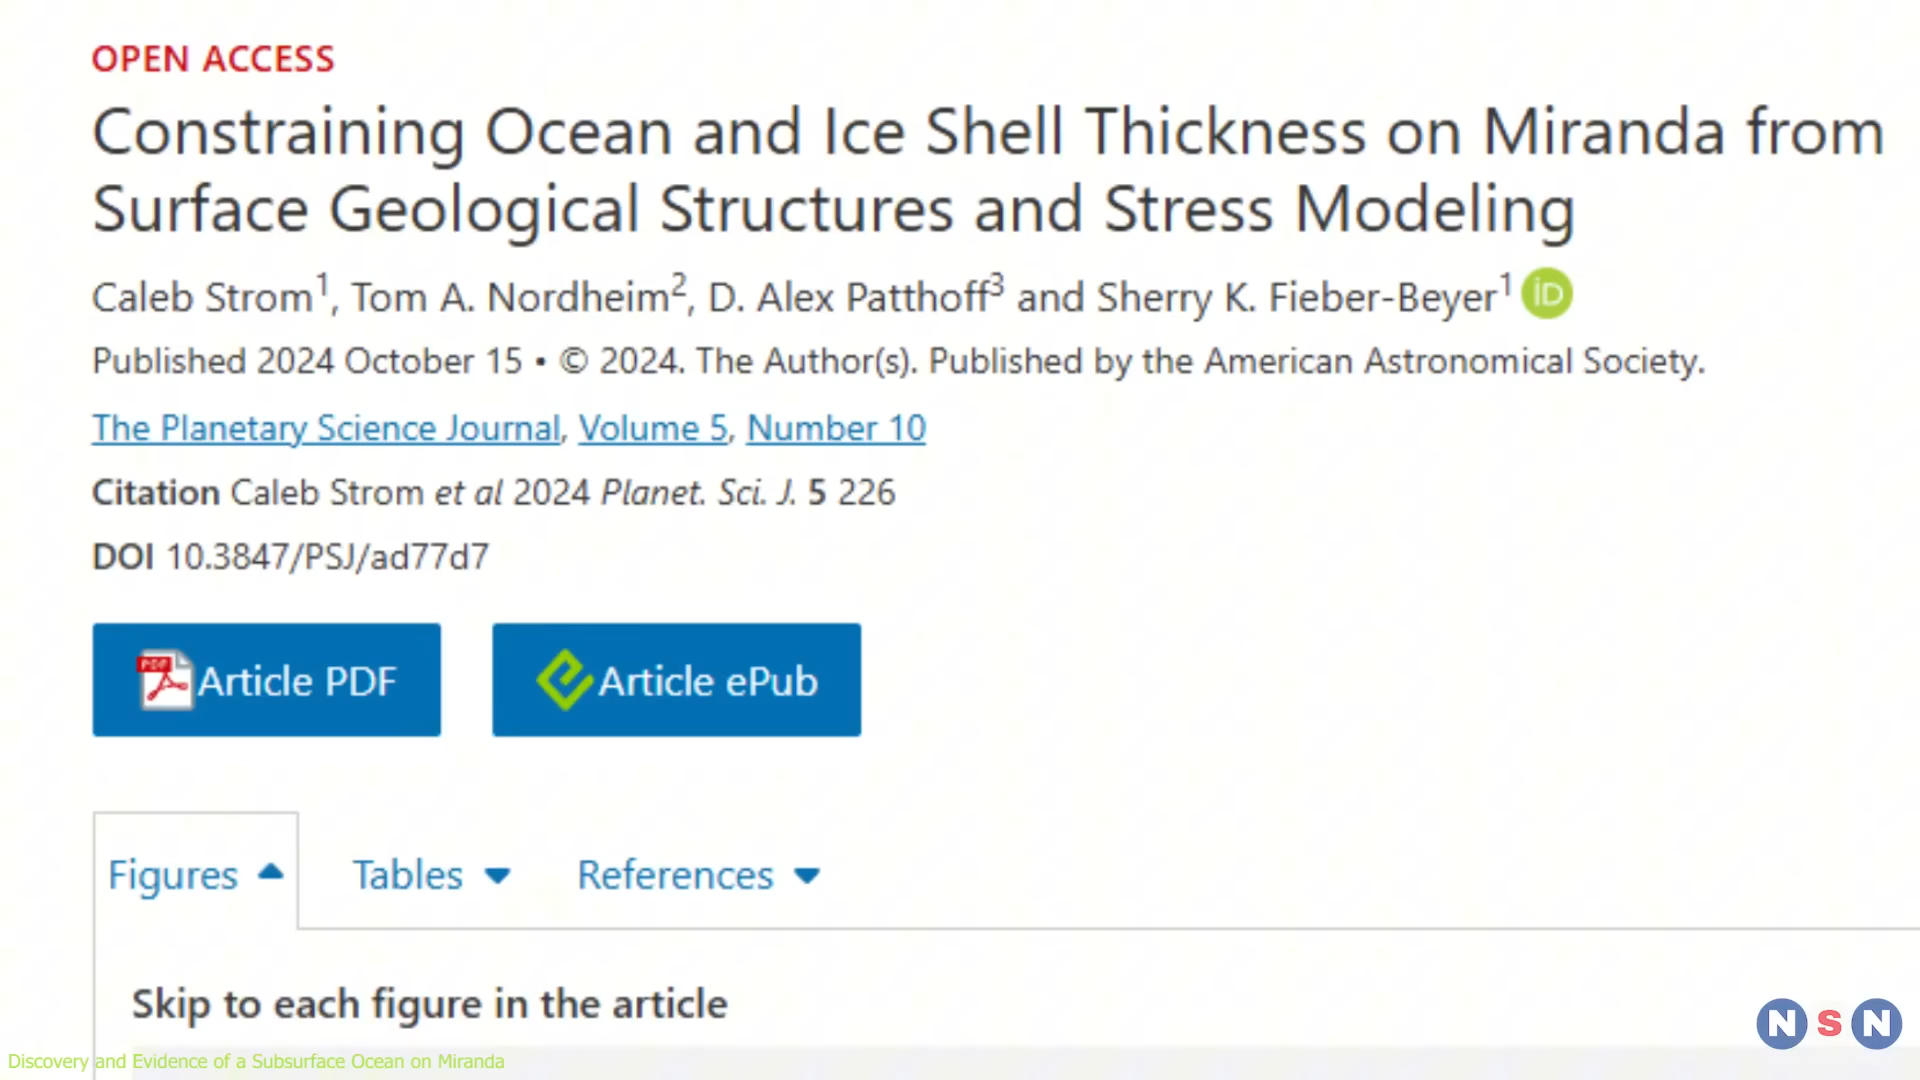 OPEN ACCESS
Constraining Ocean and Ice Shell Thickness on Miranda from
Surface Geological Structures and Stress Modeling
Caleb Strom1, Tom A. Nordheim2, D. Alex Patthoff3 and Sherry K. Fieber-Beyer1 iD
Published 2024 October 15 • © 2024. The Author(s). Published by the American Astronomical Society.
The Planetary Science Journal, Volume 5, Number 10
Citation Caleb Strom et al 2024 Planet. Sci. J. 5 226
DOI 10.3847/PSJ/ad77d7
PDF Article PDF
Article ePub
Figures
Tables
References
Skip to each figure in the article
NSN
Discovery and Evidence of a Subsurface Ocean on Miranda